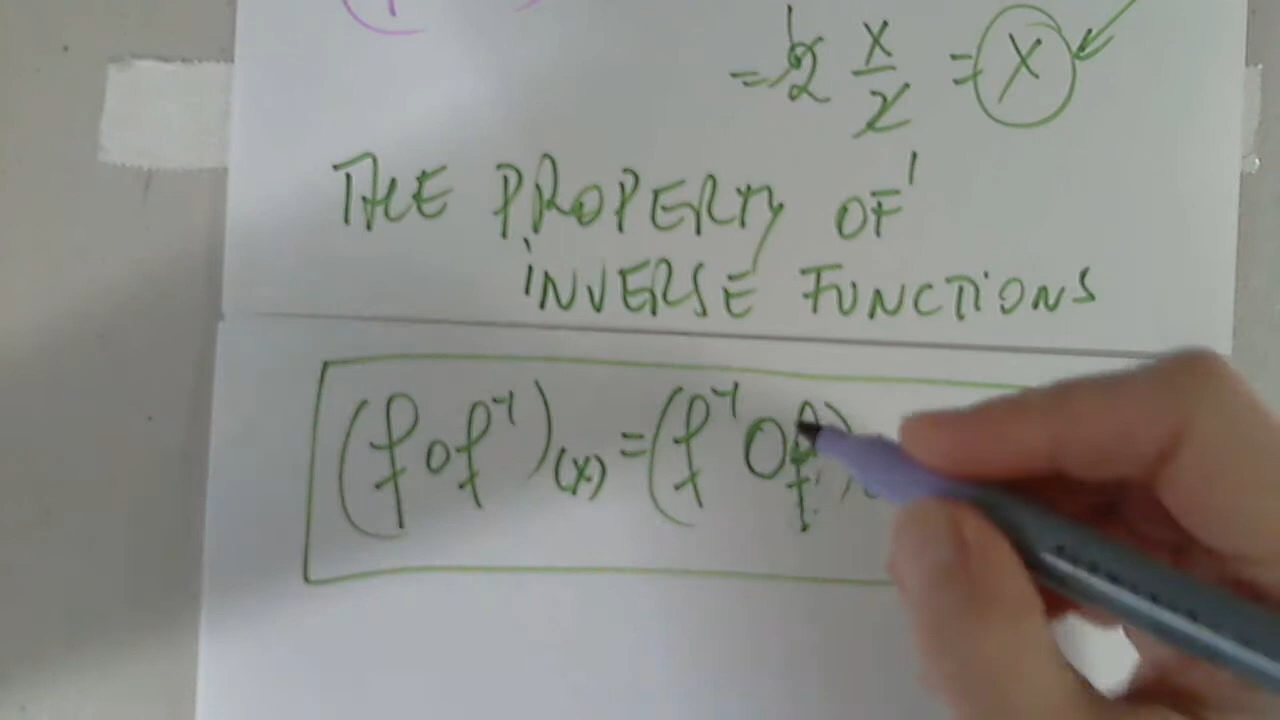 = 2 x/2 = x
THE PROPERTY OF
INVERSE FUNCTIONS
(f o f⁻¹)(x) = (f⁻¹ o f)